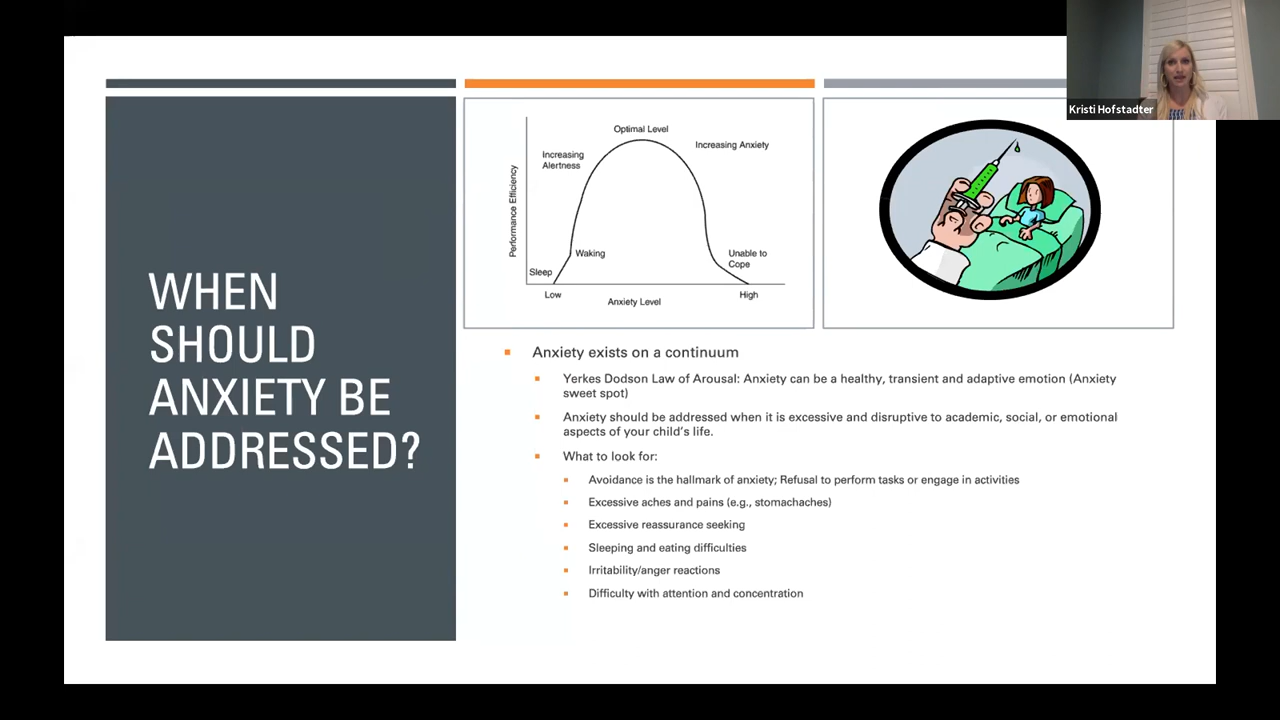 Kristi Hofstadter
WHEN
SHOULD
ANXIETY BE
ADDRESSED?
Optimal Level
Increasing
Alertness
Increasing Anxiety
Performance Efficiency
Waking
Unable to
Cope
Sleep
Low
Anxiety Level
High
Anxiety exists on a continuum
Yerkes Dodson Law of Arousal: Anxiety can be a healthy, transient and adaptive emotion (Anxiety
sweet spot)
Anxiety should be addressed when it is excessive and disruptive to academic, social, or emotional
aspects of your child's life.
What to look for:
Avoidance is the hallmark of anxiety; Refusal to perform tasks or engage in activities
Excessive aches and pains (e.g., stomachaches)
Excessive reassurance seeking
Sleeping and eating difficulties
Irritability/anger reactions
Difficulty with attention and concentration